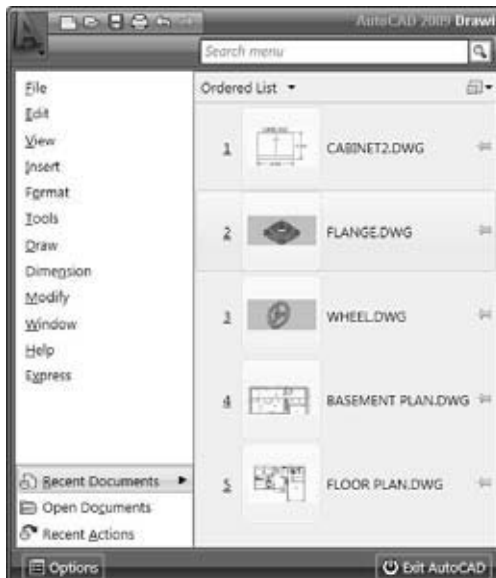 AutoCAD 2009 Drawi
Search menu
File
Edit
View
Insert
Format
Tools
Draw
Dimension
Modify
Window
Help
Express
Recent Documents
Open Documents
Recent Actions
Ordered List
1 CABINET2.DWG
2 FLANGE.DWG
3 WHEEL.DWG
4 BASEMENT PLAN.DWG
5 FLOOR PLAN.DWG
Options
Exit AutoCAD